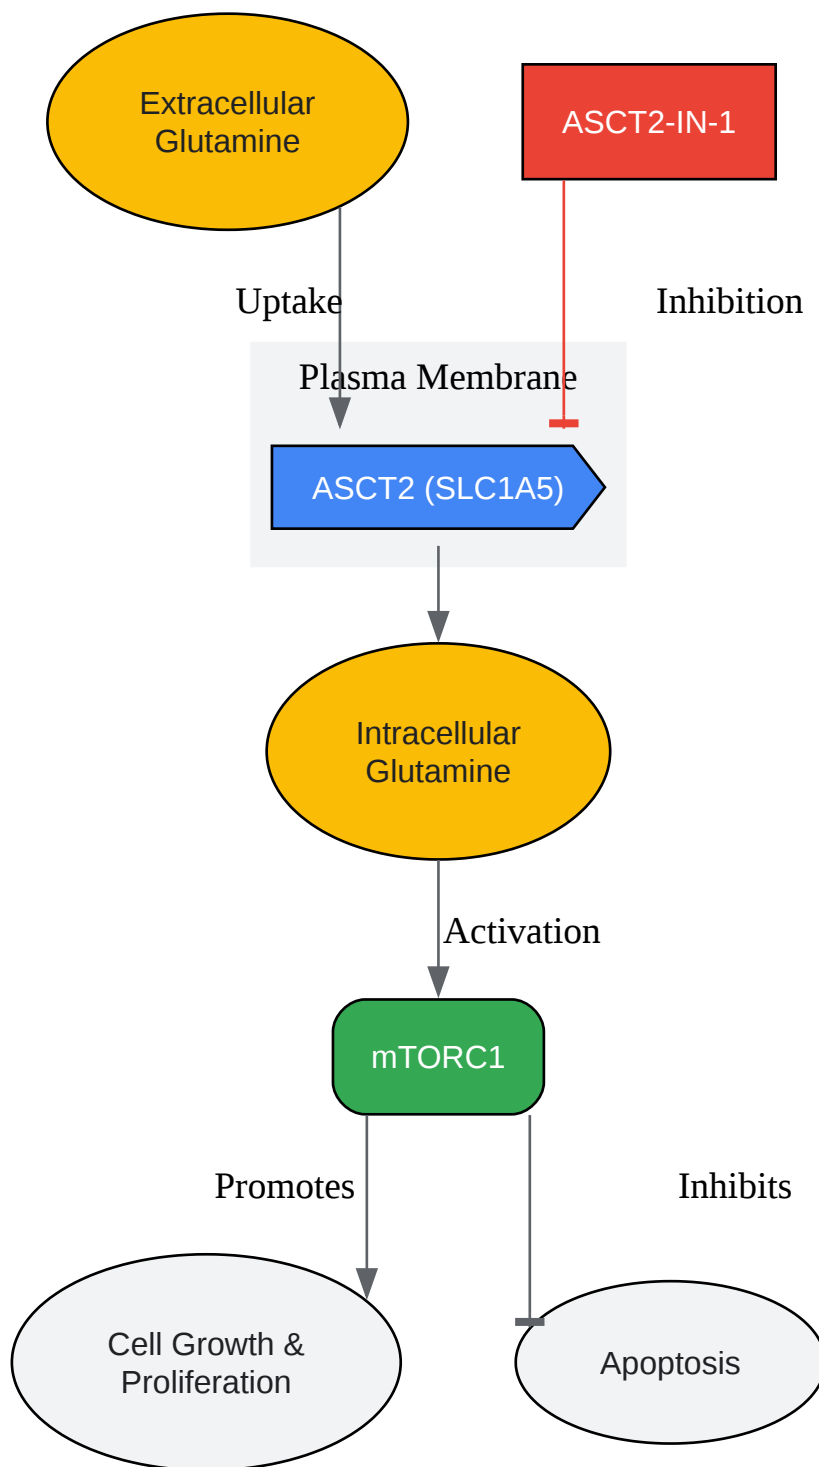 Extracellular
Glutamine
ASCT2-IN-1
Uptake
Inhibition
Plasma Membrane
ASCT2 (SLC1A5)
Intracellular
Glutamine
Activation
mTORC1
Promotes
Inhibits
Cell Growth &
Proliferation
Apoptosis